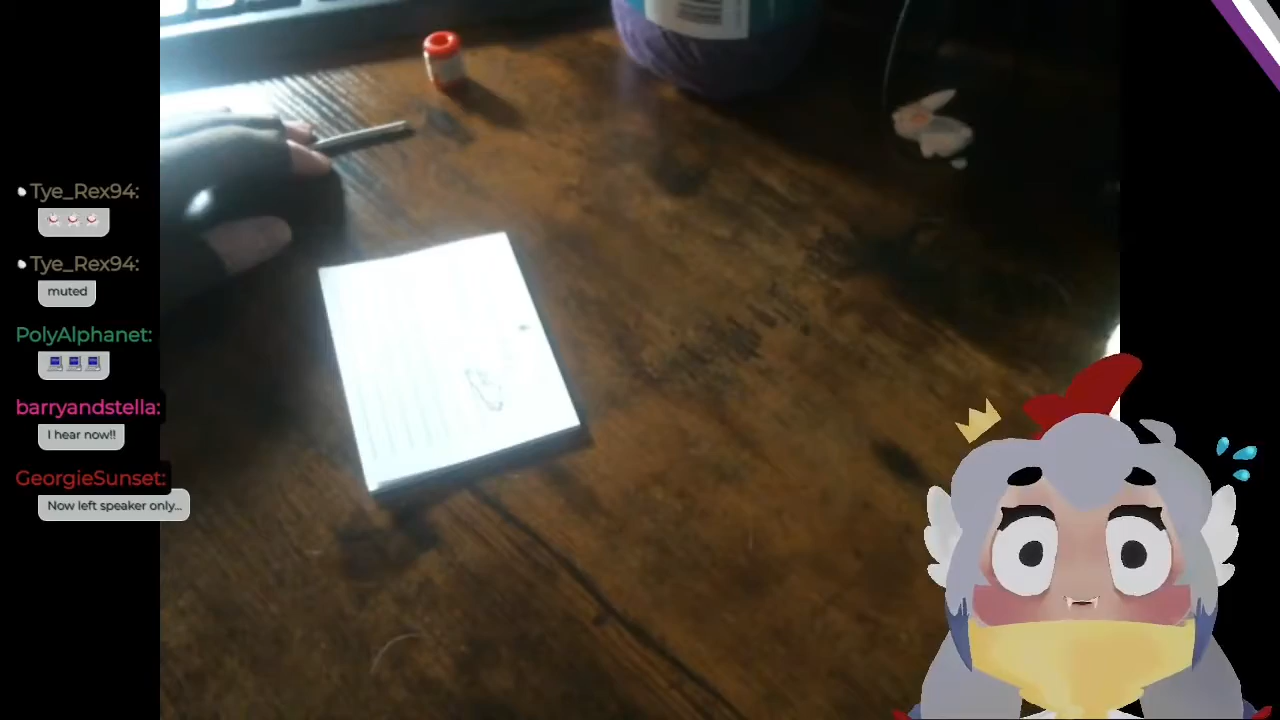 Tye_Rex94:
Tye_Rex94:
muted
PolyAlphanet:
barryandstella:
I hear now!!
GeorgieSunset:
Now left speaker only...